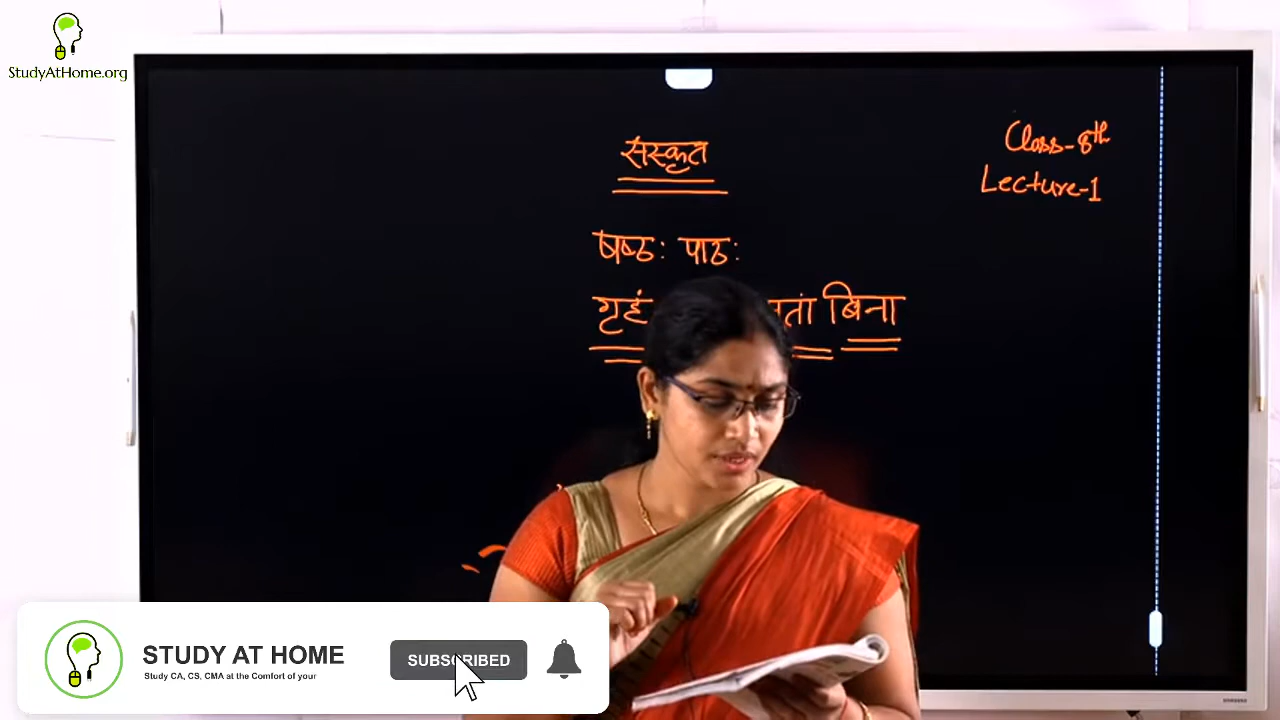 StudyAtHome.org
संस्कृत
Class-8th
Lecture-1
षष्ठः पाठः
गृहं बिना
STUDY AT HOME
Study CA, CS, CMA at the Comfort of your
SUBSCRIBED